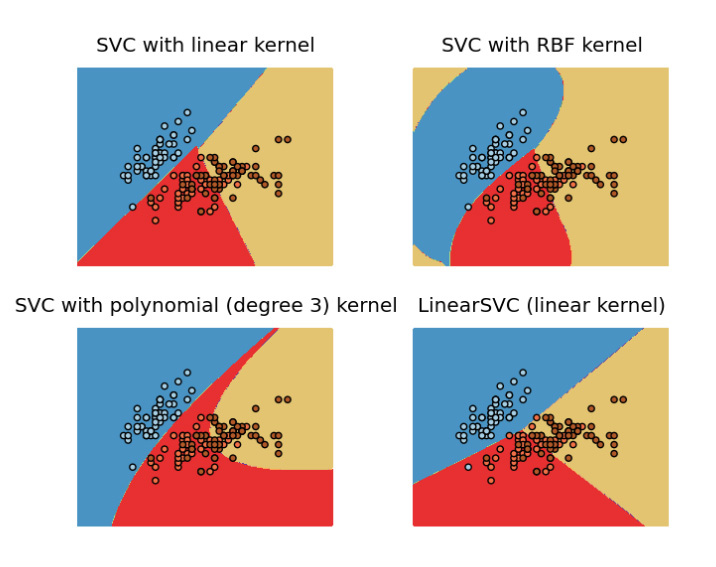 SVC with linear kernel
SVC with RBF kernel
SVC with polynomial (degree 3) kernel
LinearSVC (linear kernel)